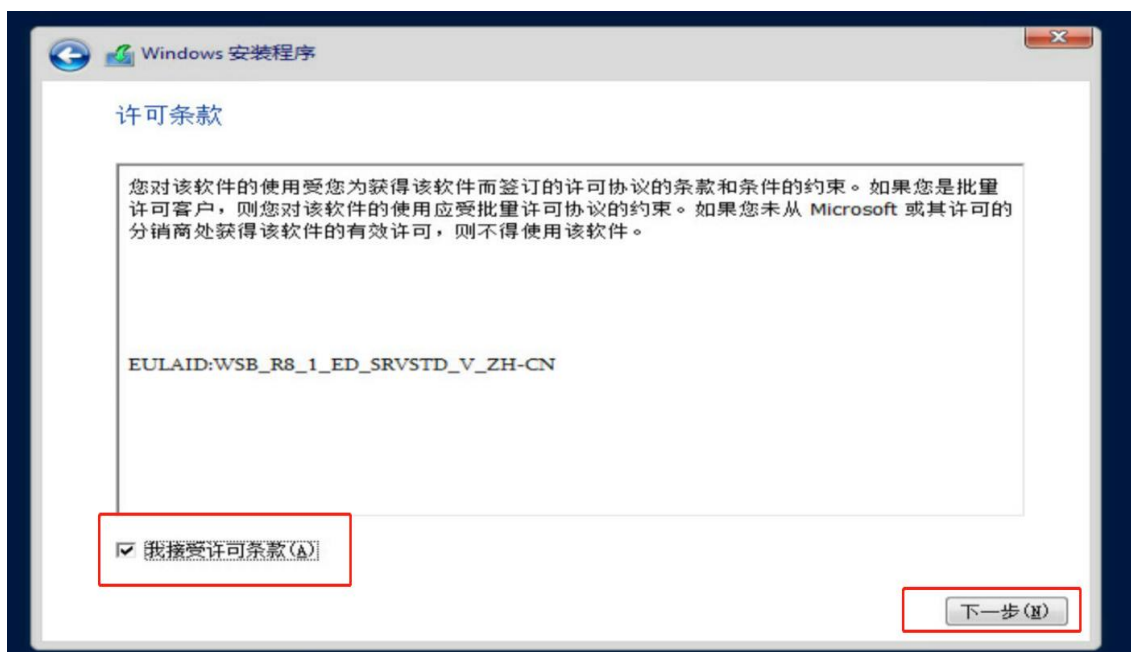 Windows 安装程序
许可条款
您对该软件的使用受您为获得该软件而签订的许可协议的条款和条件的约束。如果您是批量
许可客户，则您对该软件的使用应受批量许可协议的约束。如果您未从 Microsoft 或其许可的
分销商处获得该软件的有效许可，则不得使用该软件。
EULAID:WSB_R8_1_ED_SRVSTD_V_ZH-CN
我接受许可条款(A)
下一步(N)